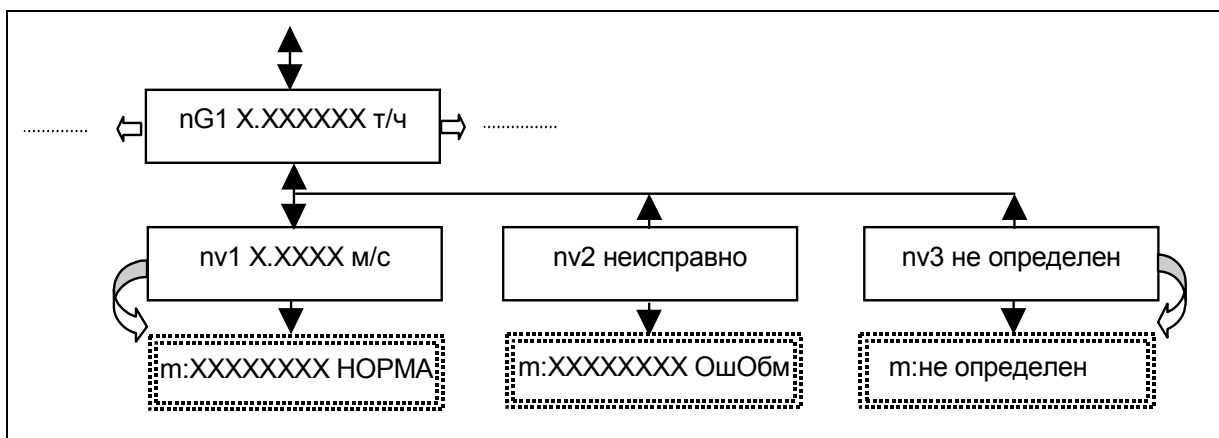 nG1 X.XXXXXX т/ч
............... ...............
nv1 X.XXXX м/с
nv2 неисправно
nv3 не определен
m:XXXXXXXX НОРМА
m:XXXXXXXX ОшОбм
m:не определен